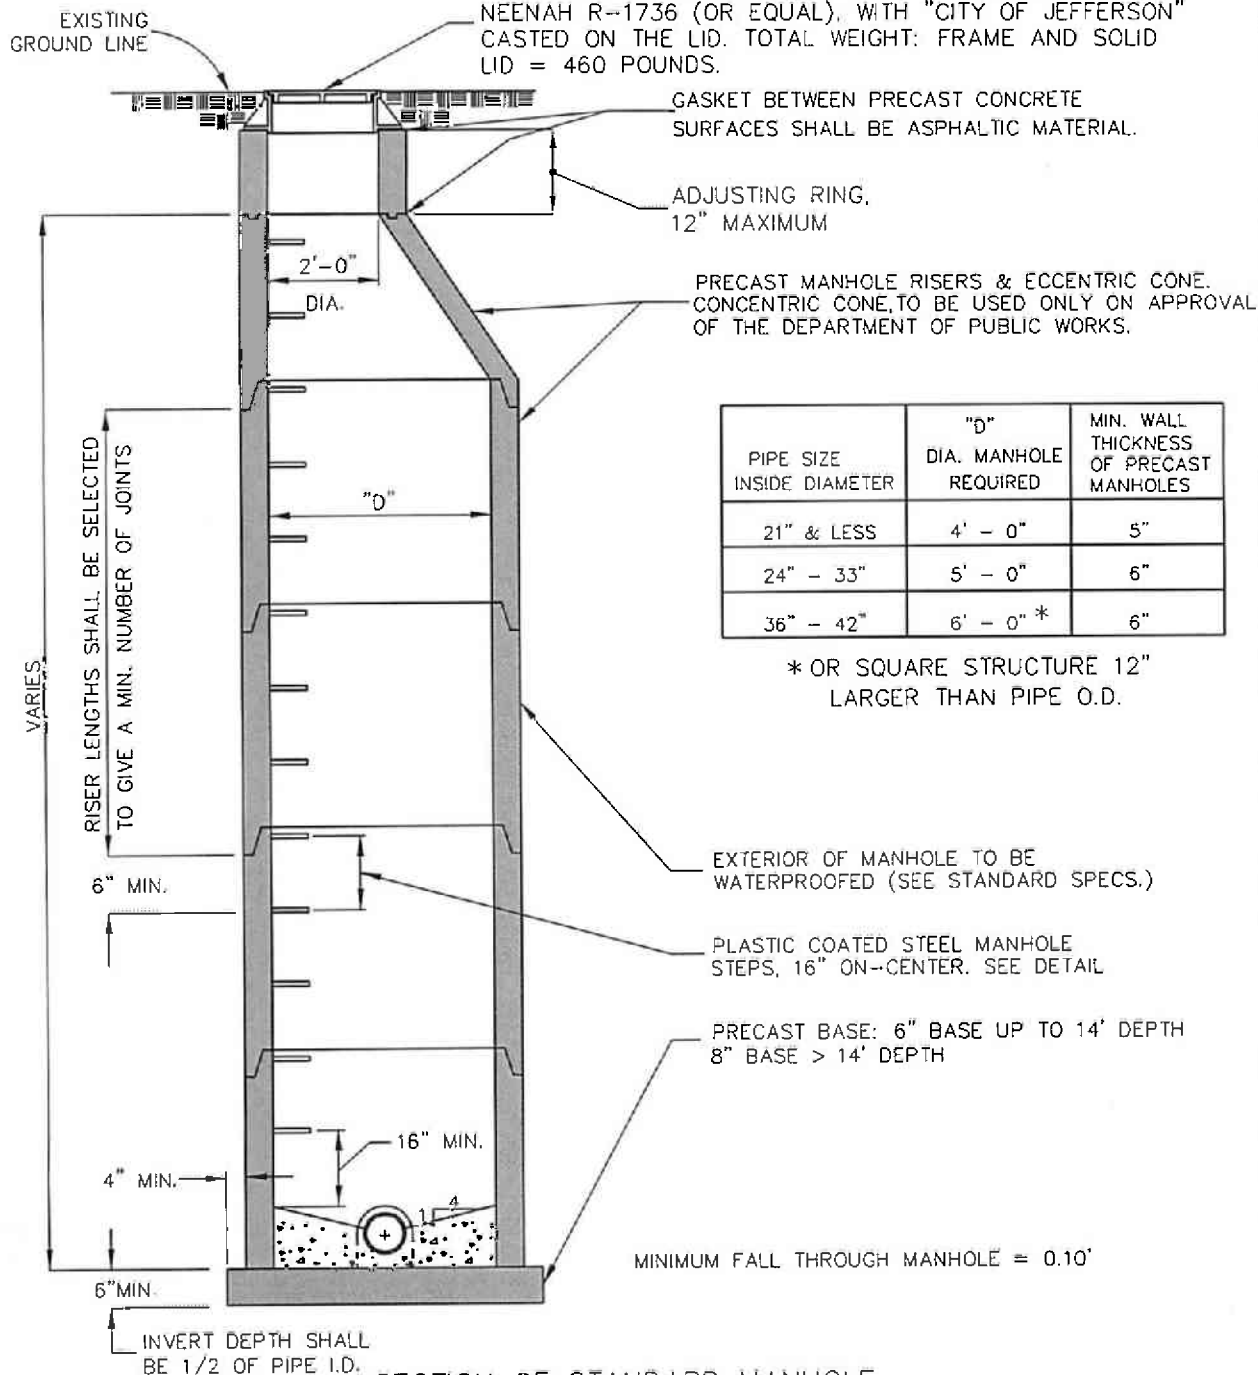 EXISTING
GROUND LINE
NEENAH R-1736 (OR EQUAL), WITH "CITY OF JEFFERSON"
CASTED ON THE LID. TOTAL WEIGHT: FRAME AND SOLID
LID = 460 POUNDS.
GASKET BETWEEN PRECAST CONCRETE
SURFACES SHALL BE ASPHALTIC MATERIAL.
ADJUSTING RING,
12" MAXIMUM
2'-0"
DIA.
PRECAST MANHOLE RISERS & ECCENTRIC CONE.
CONCENTRIC CONE, TO BE USED ONLY ON APPROVAL
OF THE DEPARTMENT OF PUBLIC WORKS.
PIPE SIZE
INSIDE DIAMETER
"D"
DIA. MANHOLE
REQUIRED
MIN. WALL
THICKNESS
OF PRECAST
MANHOLES
21" & LESS 4' - 0" 5"
24" - 33" 5' - 0" 6"
36" - 42" 6' - 0" * 6"
* OR SQUARE STRUCTURE 12"
LARGER THAN PIPE O.D.
VARIES
RISER LENGTHS SHALL BE SELECTED
TO GIVE A MIN. NUMBER OF JOINTS
"D"
6" MIN.
EXTERIOR OF MANHOLE TO BE
WATERPROOFED (SEE STANDARD SPECS.)
PLASTIC COATED STEEL MANHOLE
STEPS, 16" ON-CENTER. SEE DETAIL
PRECAST BASE: 6" BASE UP TO 14' DEPTH
8" BASE > 14' DEPTH
16" MIN.
4" MIN.
1
4
MINIMUM FALL THROUGH MANHOLE = 0.10'
6"MIN.
INVERT DEPTH SHALL
BE 1/2 OF PIPE I.D.
SECTION OF STANDARD MANHOLE